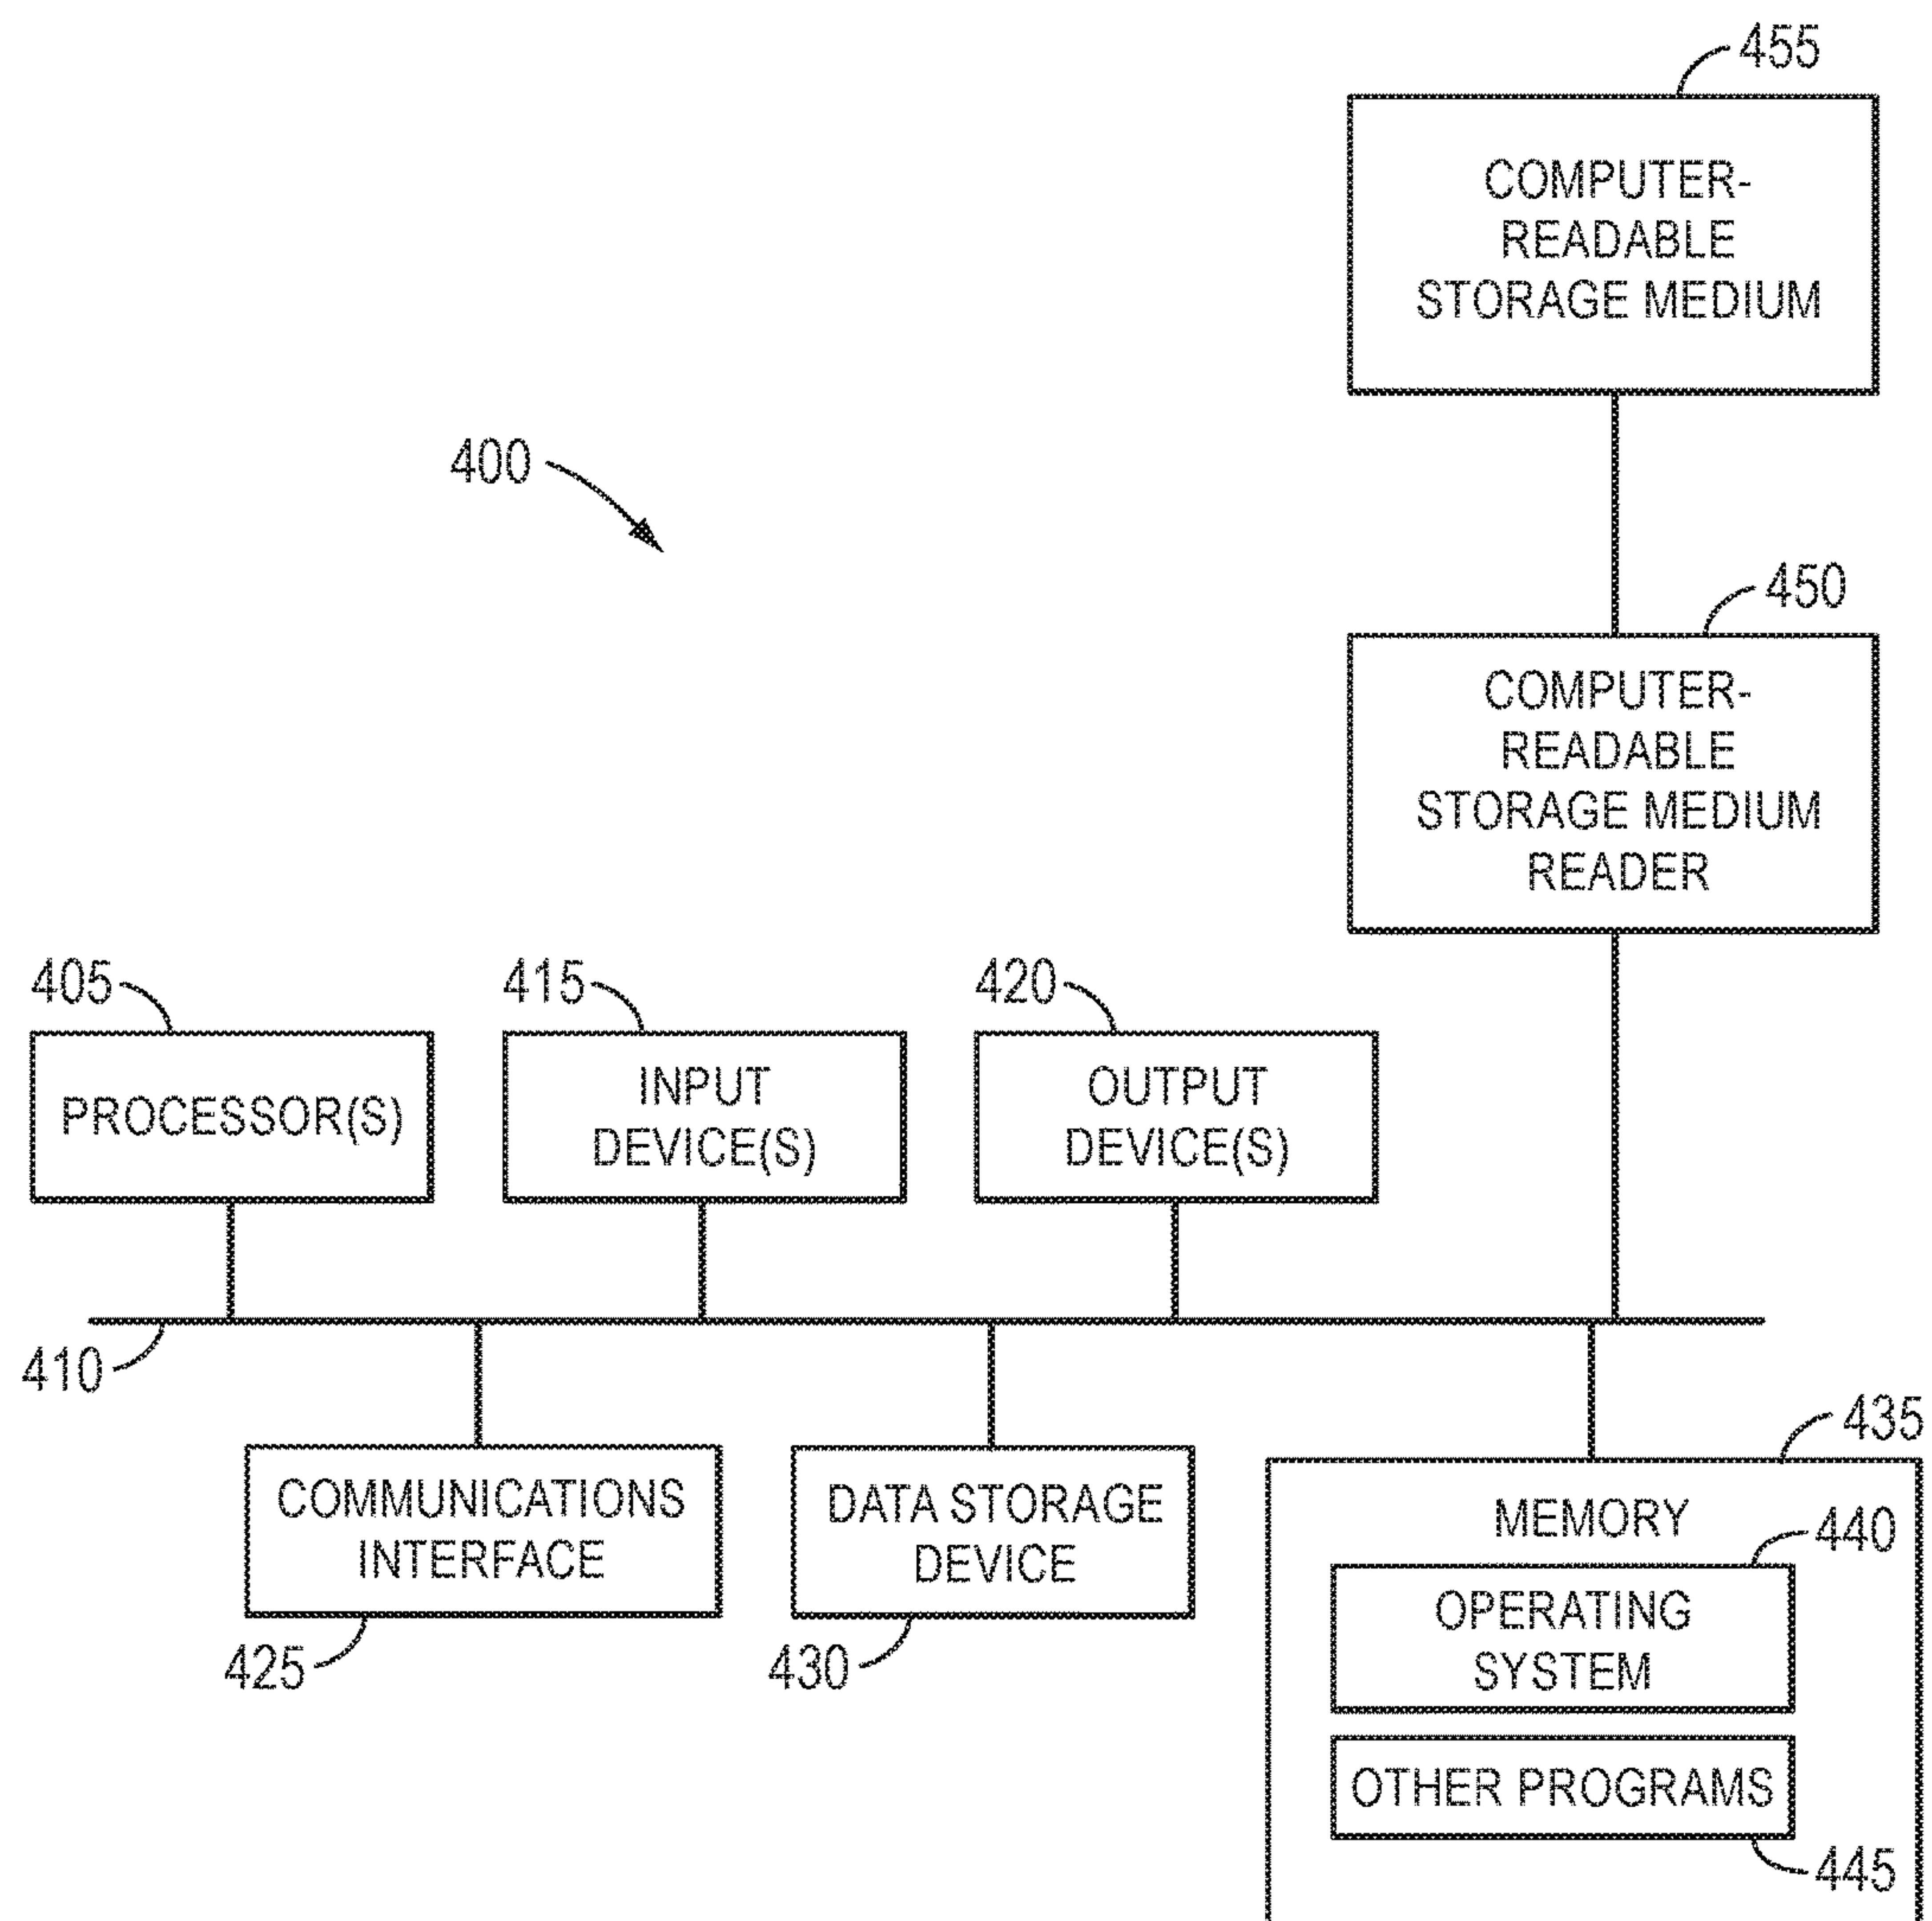 455
COMPUTER-
READABLE
STORAGE MEDIUM
400
450
COMPUTER-
READABLE
STORAGE MEDIUM
READER
405
415
420
PROCESSOR(S)
INPUT
DEVICE(S)
OUTPUT
DEVICE(S)
410
435
COMMUNICATIONS
INTERFACE
DATA STORAGE
DEVICE
MEMORY
440
OPERATING
SYSTEM
425
430
OTHER PROGRAMS
445